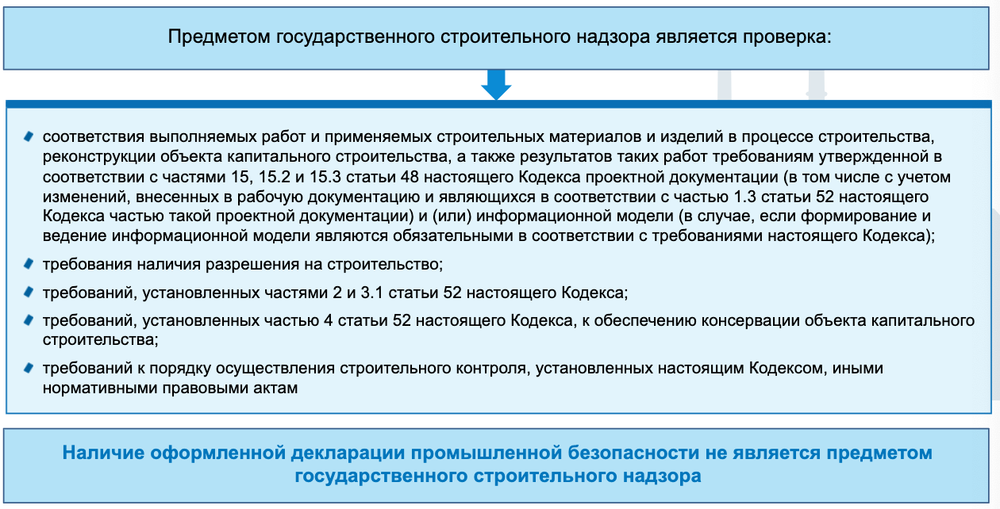 Предметом государственного строительного надзора является проверка:
соответствия выполняемых работ и применяемых строительных материалов и изделий в процессе строительства,
реконструкции объекта капитального строительства, а также результатов таких работ требованиям утвержденной в
соответствии с частями 15, 15.2 и 15.3 статьи 48 настоящего Кодекса проектной документации (в том числе с учетом
изменений, внесенных в рабочую документацию и являющихся в соответствии с частью 1.3 статьи 52 настоящего
Кодекса частью такой проектной документации) и (или) информационной модели (в случае, если формирование и
ведение информационной модели являются обязательными в соответствии с требованиями настоящего Кодекса);
требования наличия разрешения на строительство;
требований, установленных частями 2 и 3.1 статьи 52 настоящего Кодекса;
требований, установленных частью 4 статьи 52 настоящего Кодекса, к обеспечению консервации объекта капитального
строительства;
требований к порядку осуществления строительного контроля, установленных настоящим Кодексом, иными
нормативными правовыми актам
Наличие оформленной декларации промышленной безопасности не является предметом
государственного строительного надзора